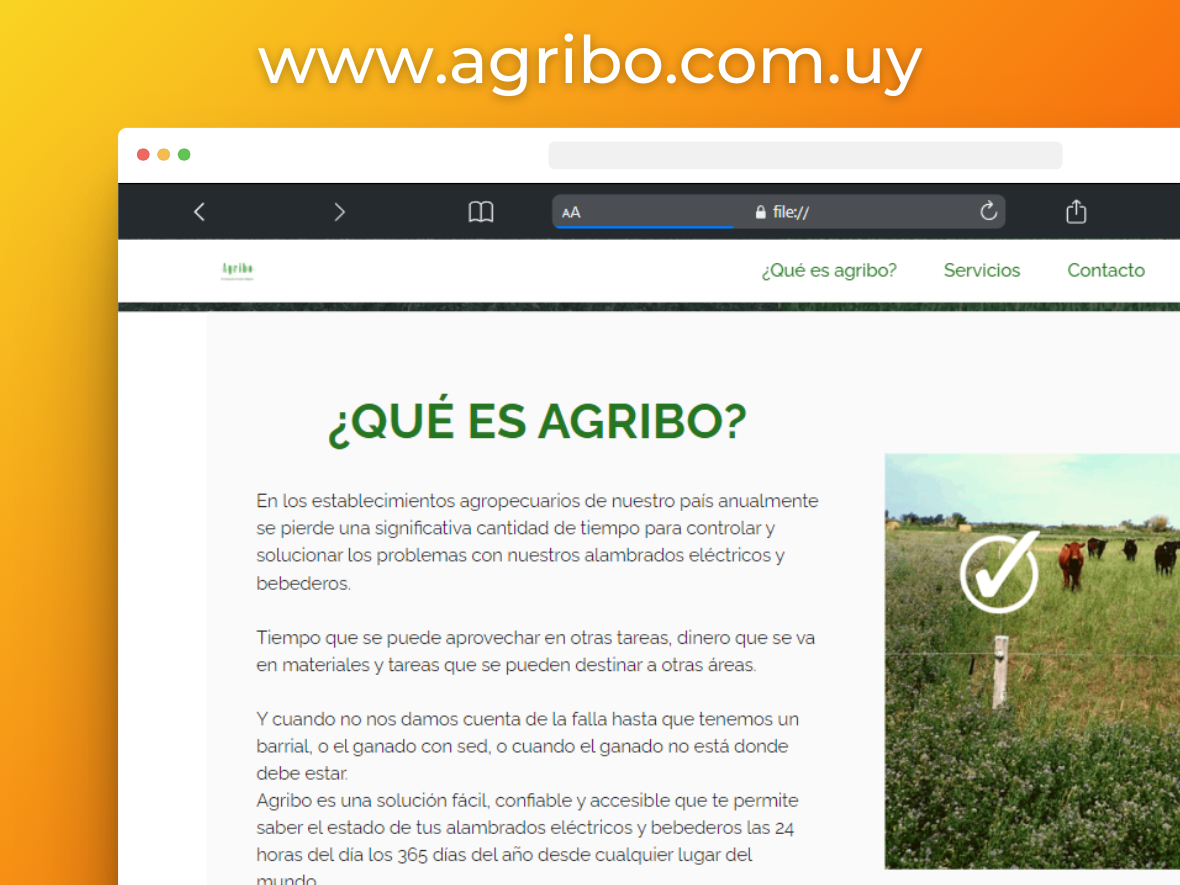 www.agribo.com.uy
AA
file://
Agribo
¿Qué es agribo?
Servicios
Contacto
¿QUÉ ES AGRIBO?
En los establecimientos agropecuarios de nuestro país anualmente
se pierde una significativa cantidad de tiempo para controlar y
solucionar los problemas con nuestros alambrados eléctricos y
bebederos.
Tiempo que se puede aprovechar en otras tareas, dinero que se va
en materiales y tareas que se pueden destinar a otras áreas.
Y cuando no nos damos cuenta de la falla hasta que tenemos un
barrial, o el ganado con sed, o cuando el ganado no está donde
debe estar.
Agribo es una solución fácil, confiable y accesible que te permite
saber el estado de tus alambrados eléctricos y bebederos las 24
horas del día los 365 días del año desde cualquier lugar del
mundo